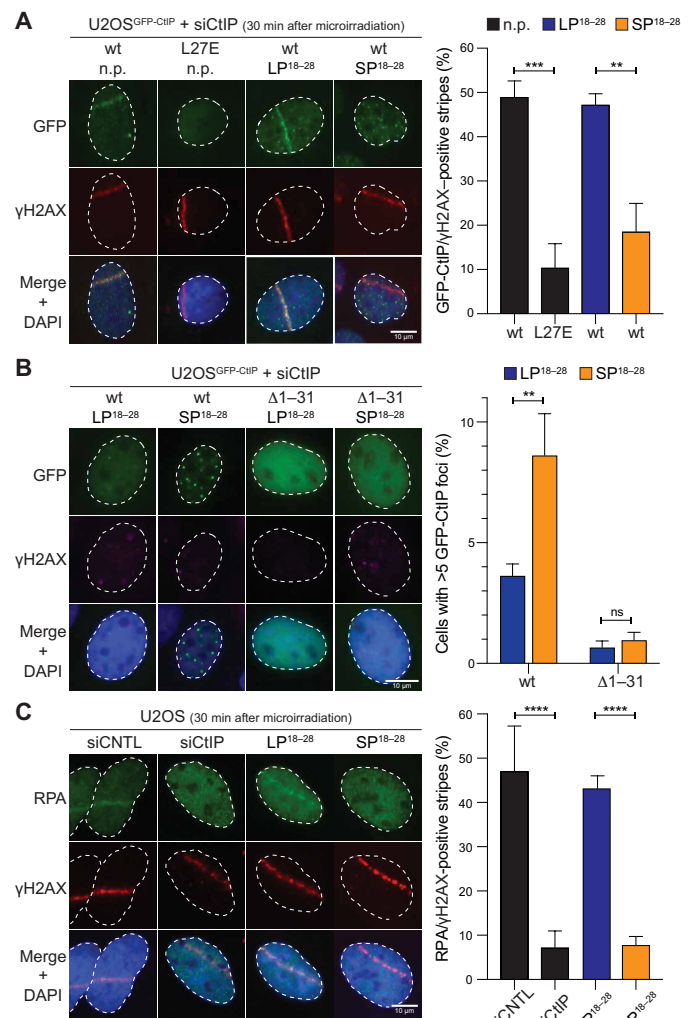 A
U2OS^GFP-CtIP + siCtIP (30 min after microirradiation)
wt L27E wt wt
n.p. n.p. LP^18–28 SP^18–28
GFP
γH2AX
Merge
+
DAPI
10 μm
n.p. LP^18–28 SP^18–28
GFP-CtIP/γH2AX–positive stripes (%)
60
50
40
30
20
10
0
*** **
wt L27E wt wt
B
U2OS^GFP-CtIP + siCtIP
wt wt Δ1–31 Δ1–31
LP^18–28 SP^18–28 LP^18–28 SP^18–28
GFP
γH2AX
Merge
+
DAPI
10 μm
LP^18–28 SP^18–28
Cells with >5 GFP-CtIP foci (%)
10
5
0
**
ns
wt Δ1–31
C
U2OS (30 min after microirradiation)
siCNTL siCtIP LP^18–28 SP^18–28
RPA
γH2AX
Merge
+
DAPI
10 μm
RPA/γH2AX-positive stripes (%)
60
50
40
30
20
10
0
**** ****